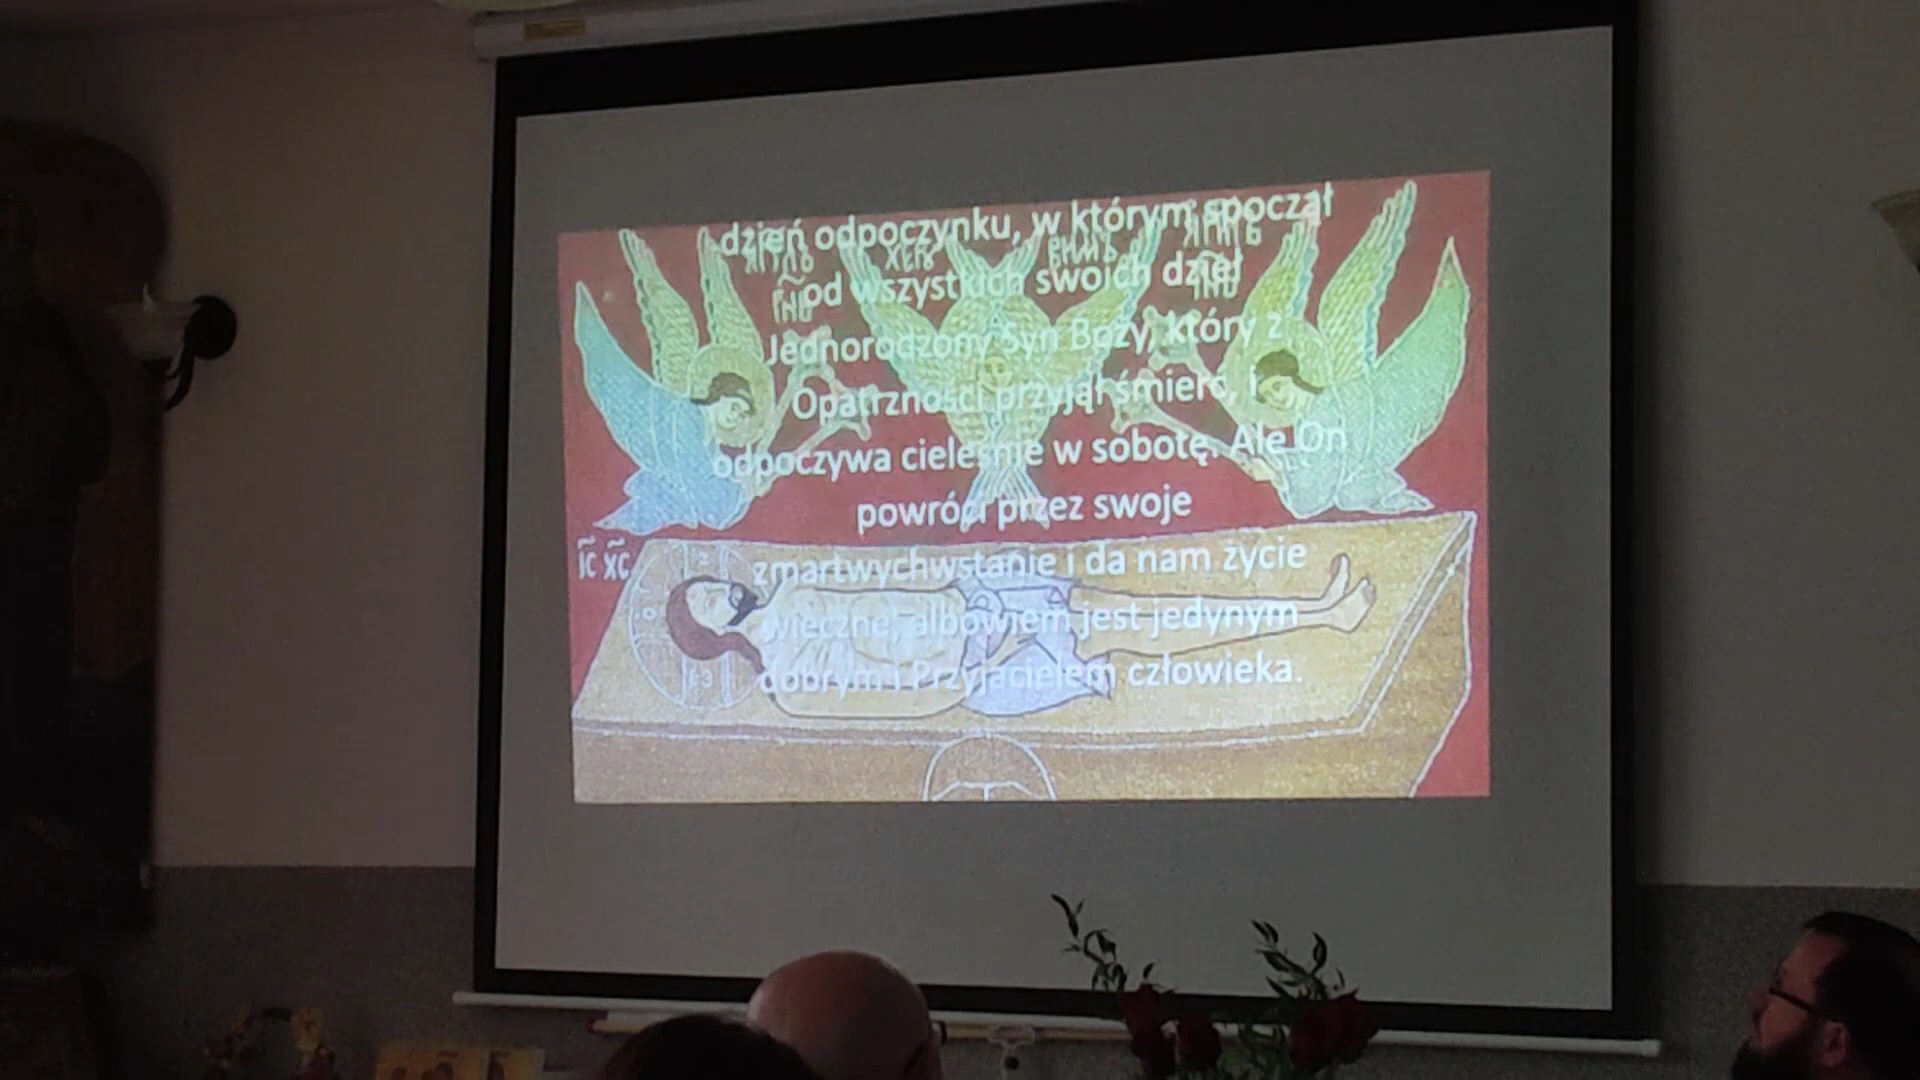 dzień odpoczynku, w którym spoczął
od wszystkich swoich dzieł
Jednorodzony Syn Boży, który z
Opatrzności przyjął śmierć, i
odpoczywa cieleśnie w sobotę. Ale On
powróci przez swoje
zmartwychwstanie i da nam życie
wieczne, albowiem jest jedynym
dobrym i Przyjacielem człowieka.
IC XC